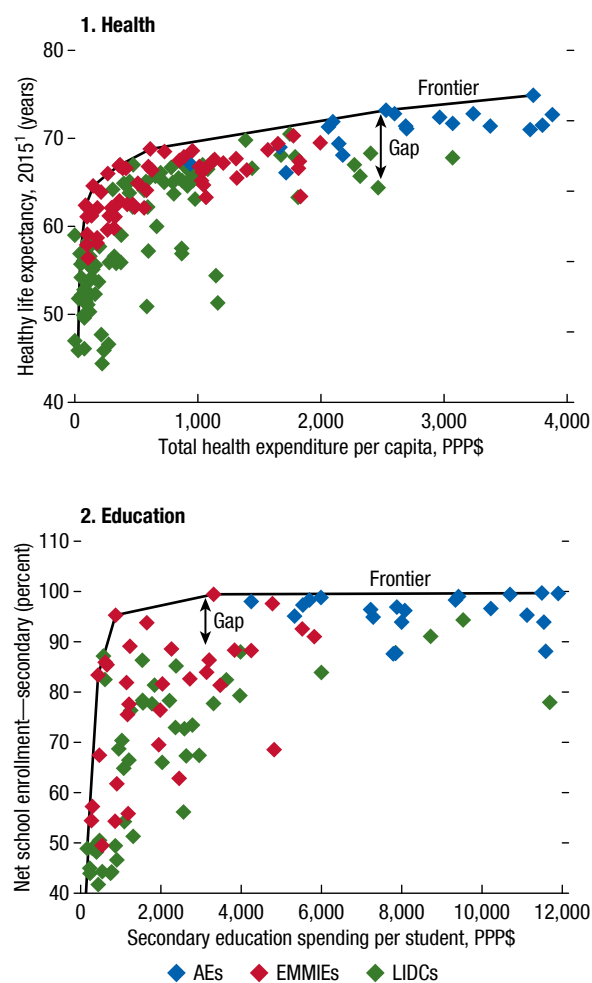 1. Health
Healthy life expectancy, 2015¹ (years)
80
70
60
50
40
Frontier
Gap
0 1,000 2,000 3,000 4,000
Total health expenditure per capita, PPP$
2. Education
Net school enrollment—secondary (percent)
110
100
90
80
70
60
50
40
Frontier
Gap
0 2,000 4,000 6,000 8,000 10,000 12,000
Secondary education spending per student, PPP$
AEs EMMIEs LIDCs